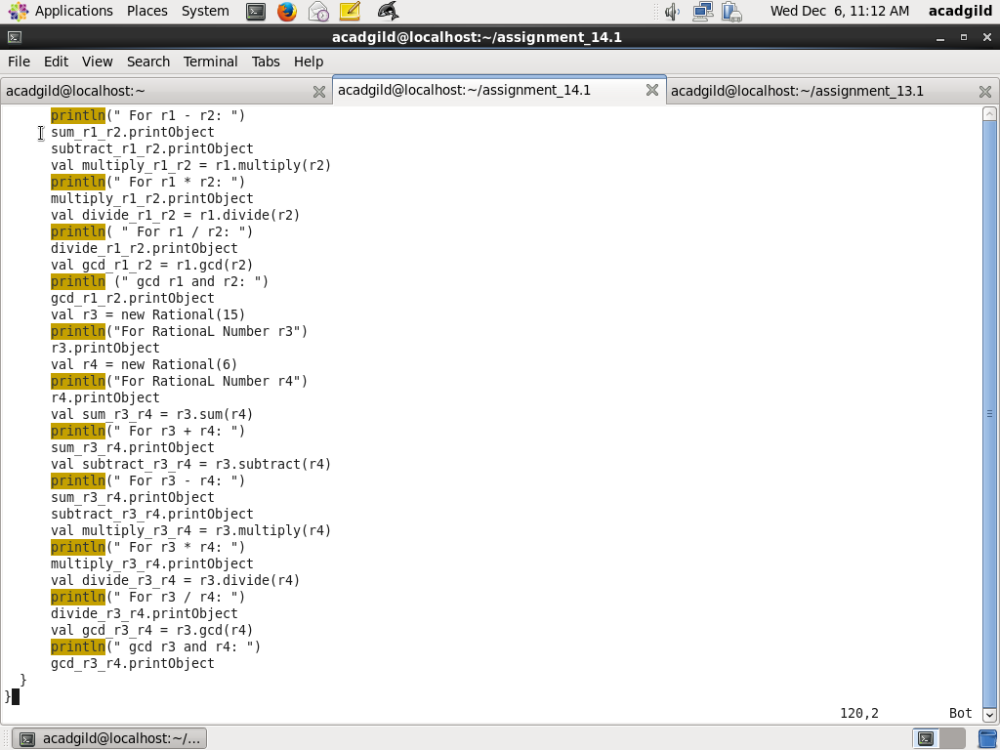 Applications Places System Wed Dec 6, 11:12 AM acadgild
acadgild@localhost:~/assignment_14.1
File Edit View Search Terminal Tabs Help
acadgild@localhost:~ acadgild@localhost:~/assignment_14.1 acadgild@localhost:~/assignment_13.1
println(" For r1 - r2: ")
sum_r1_r2.printObject
subtract_r1_r2.printObject
val multiply_r1_r2 = r1.multiply(r2)
println(" For r1 * r2: ")
multiply_r1_r2.printObject
val divide_r1_r2 = r1.divide(r2)
println( " For r1 / r2: ")
divide_r1_r2.printObject
val gcd_r1_r2 = r1.gcd(r2)
println (" gcd r1 and r2: ")
gcd_r1_r2.printObject
val r3 = new Rational(15)
println("For RationaL Number r3")
r3.printObject
val r4 = new Rational(6)
println("For RationaL Number r4")
r4.printObject
val sum_r3_r4 = r3.sum(r4)
println(" For r3 + r4: ")
sum_r3_r4.printObject
val subtract_r3_r4 = r3.subtract(r4)
println(" For r3 - r4: ")
sum_r3_r4.printObject
subtract_r3_r4.printObject
val multiply_r3_r4 = r3.multiply(r4)
println(" For r3 * r4: ")
multiply_r3_r4.printObject
val divide_r3_r4 = r3.divide(r4)
println(" For r3 / r4: ")
divide_r3_r4.printObject
val gcd_r3_r4 = r3.gcd(r4)
println(" gcd r3 and r4: ")
gcd_r3_r4.printObject
}
}
120,2 Bot
acadgild@localhost:~/...